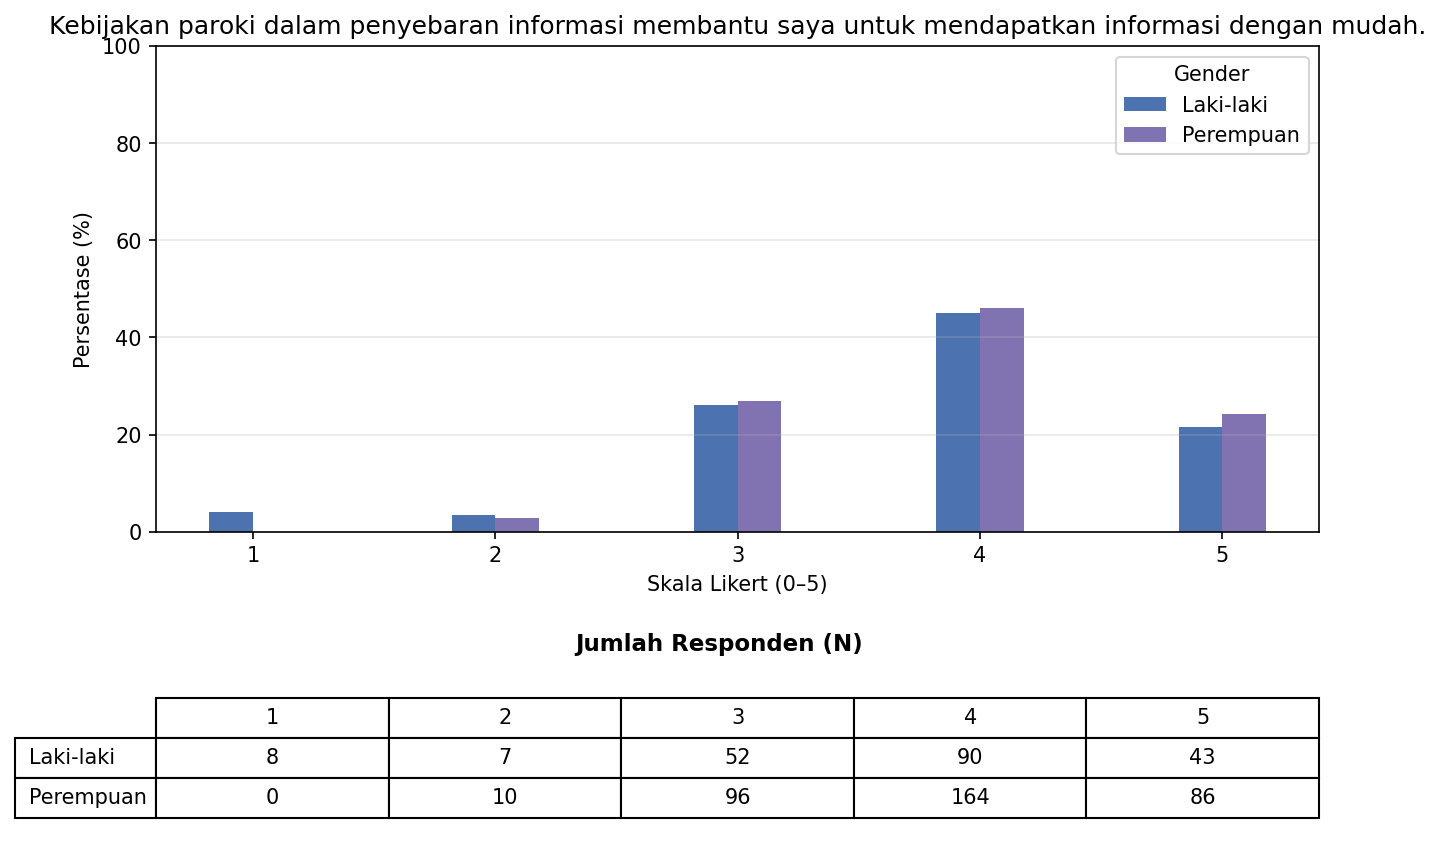 Kebijakan paroki dalam penyebaran informasi membantu saya untuk mendapatkan informasi dengan mudah.
100
80
60
40
20
0
Persentase (%)
Gender
Laki-laki
Perempuan
1 2 3 4 5
Skala Likert (0–5)
Jumlah Responden (N)
1 2 3 4 5
Laki-laki 8 7 52 90 43
Perempuan 0 10 96 164 86